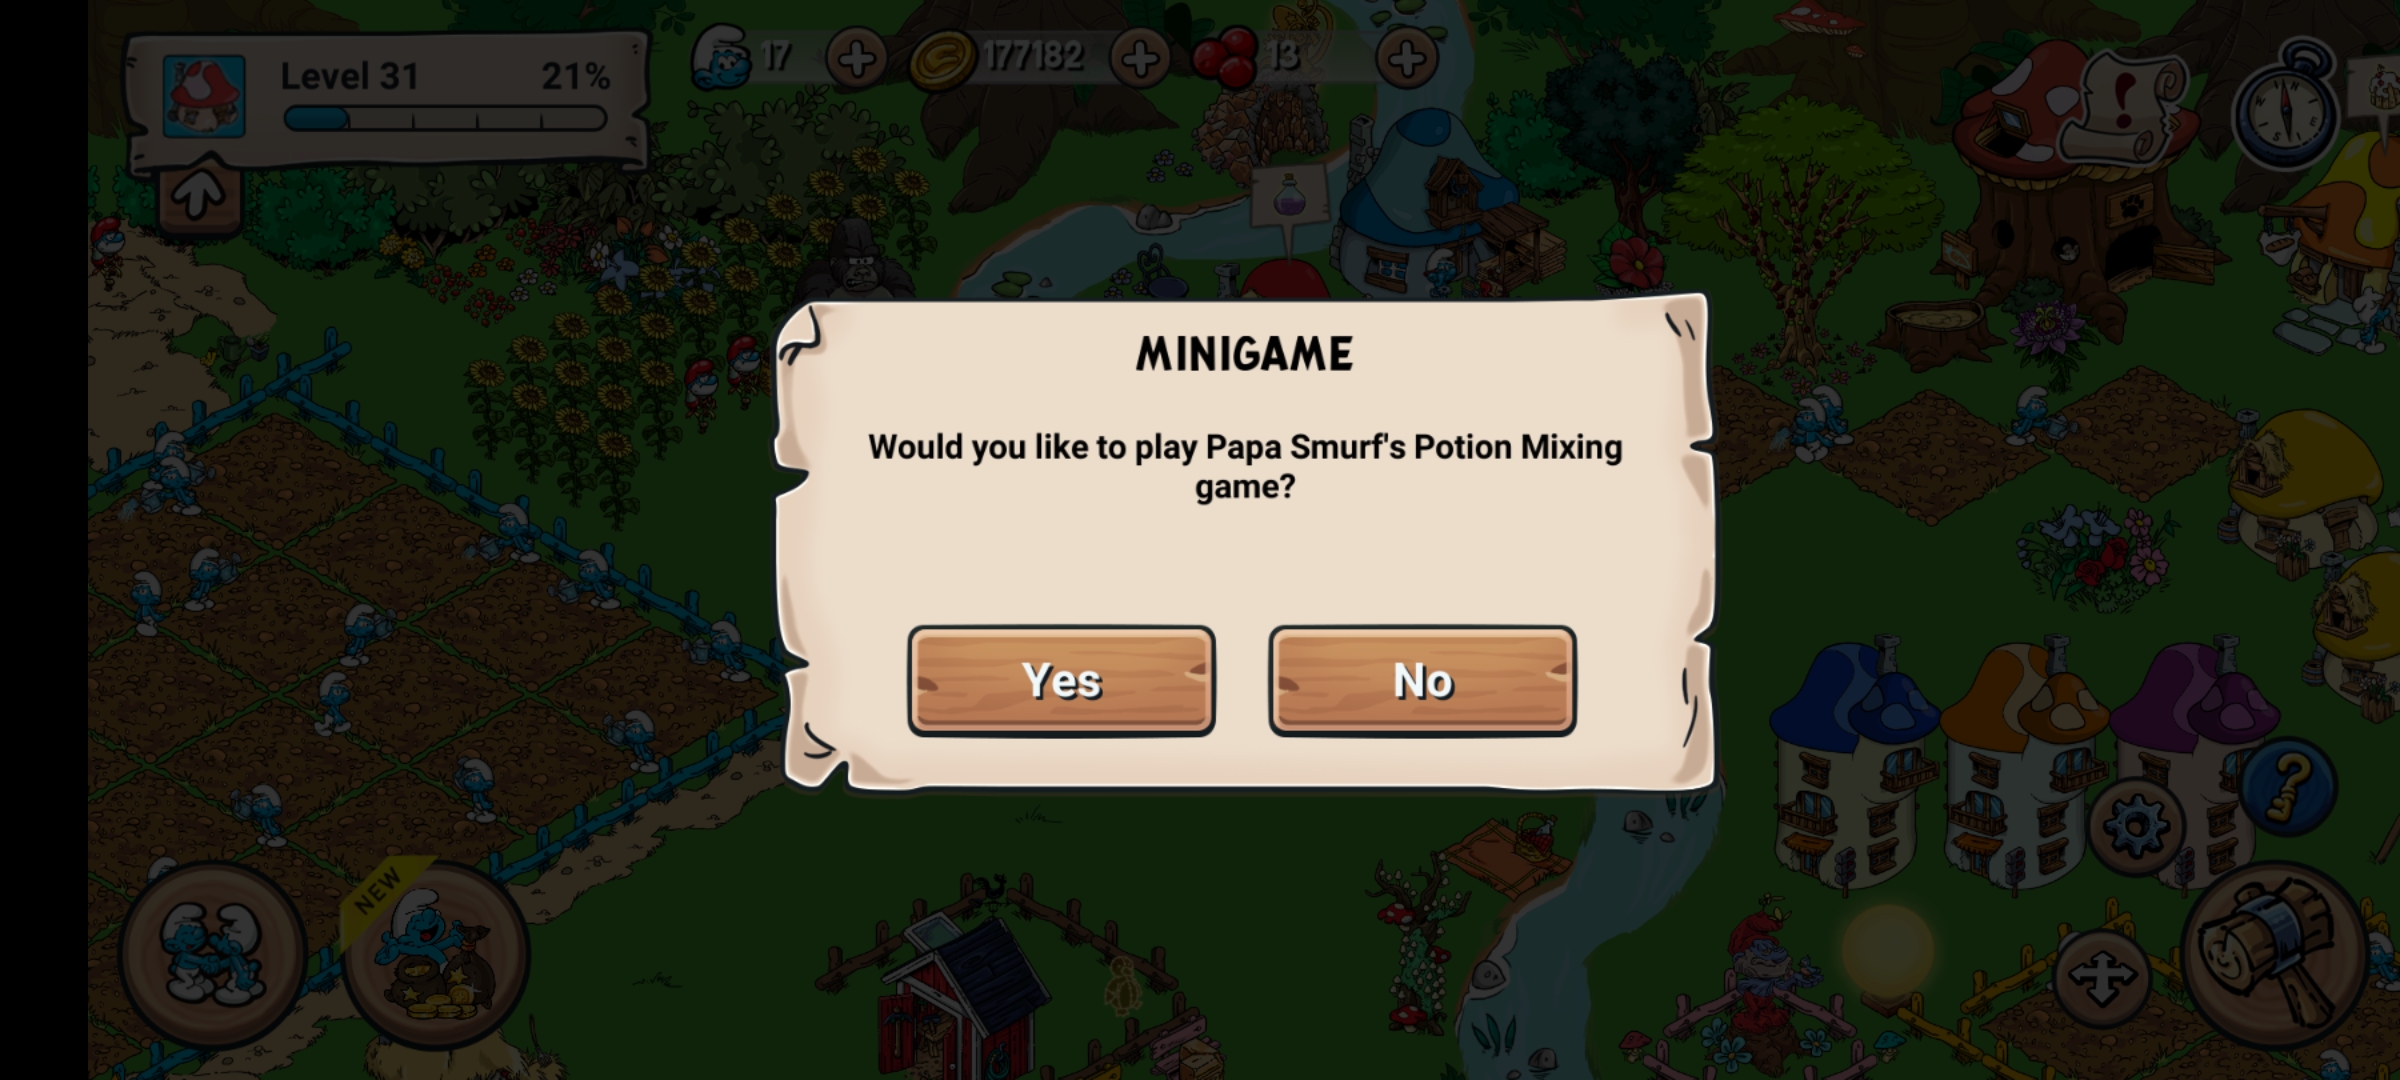 Level 31 21%
17 177182 13
MINIGAME
Would you like to play Papa Smurf's Potion Mixing
game?
Yes No
NEW